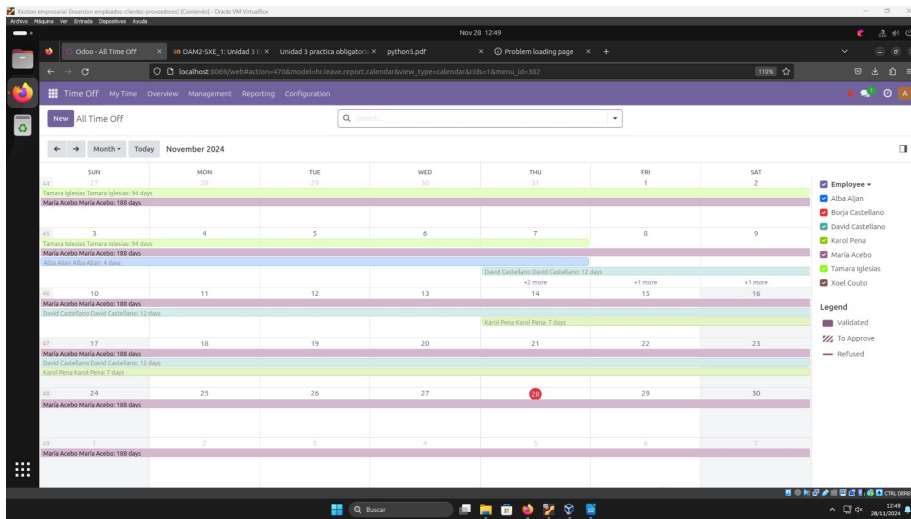 Xestion empresarial (insercion empleados-clientes-proveedores) [Corriendo] - Oracle VM VirtualBox
Archivo Máquina Ver Entrada Dispositivos Ayuda
Nov 28 12:49
Odoo - All Time Off
DAM2-SXE_1: Unidad 3 E
Unidad 3 practica obligatoria
python5.pdf
Problem loading page
localhost:8069/web#action=470&model=hr.leave.report.calendar&view_type=calendar&cids=1&menu_id=302
110%
Time Off My Time Overview Management Reporting Configuration
1
A
New All Time Off
Search...
Month Today November 2024
SUN MON TUE WED THU FRI SAT
44 27 28 29 30 31 1 2
Tamara Iglesias Tamara Iglesias: 94 days
María Acebo María Acebo: 188 days
45 3 4 5 6 7 8 9
Tamara Iglesias Tamara Iglesias: 94 days
María Acebo María Acebo: 188 days
Alba Aljan Alba Aljan: 4 days
David Castellano David Castellano: 12 days
+2 more +1 more +1 more
46 10 11 12 13 14 15 16
María Acebo María Acebo: 188 days
David Castellano David Castellano: 12 days
Karol Pena Karol Pena: 7 days
47 17 18 19 20 21 22 23
María Acebo María Acebo: 188 days
David Castellano David Castellano: 12 days
Karol Pena Karol Pena: 7 days
48 24 25 26 27 28 29 30
María Acebo María Acebo: 188 days
49 1 2 3 4 5 6 7
María Acebo María Acebo: 188 days
Employee
Alba Aljan
Borja Castellano
David Castellano
Karol Pena
María Acebo
Tamara Iglesias
Xoel Couto
Legend
Validated
To Approve
Refused
CTRL DERE
Buscar
12:49
28/11/2024